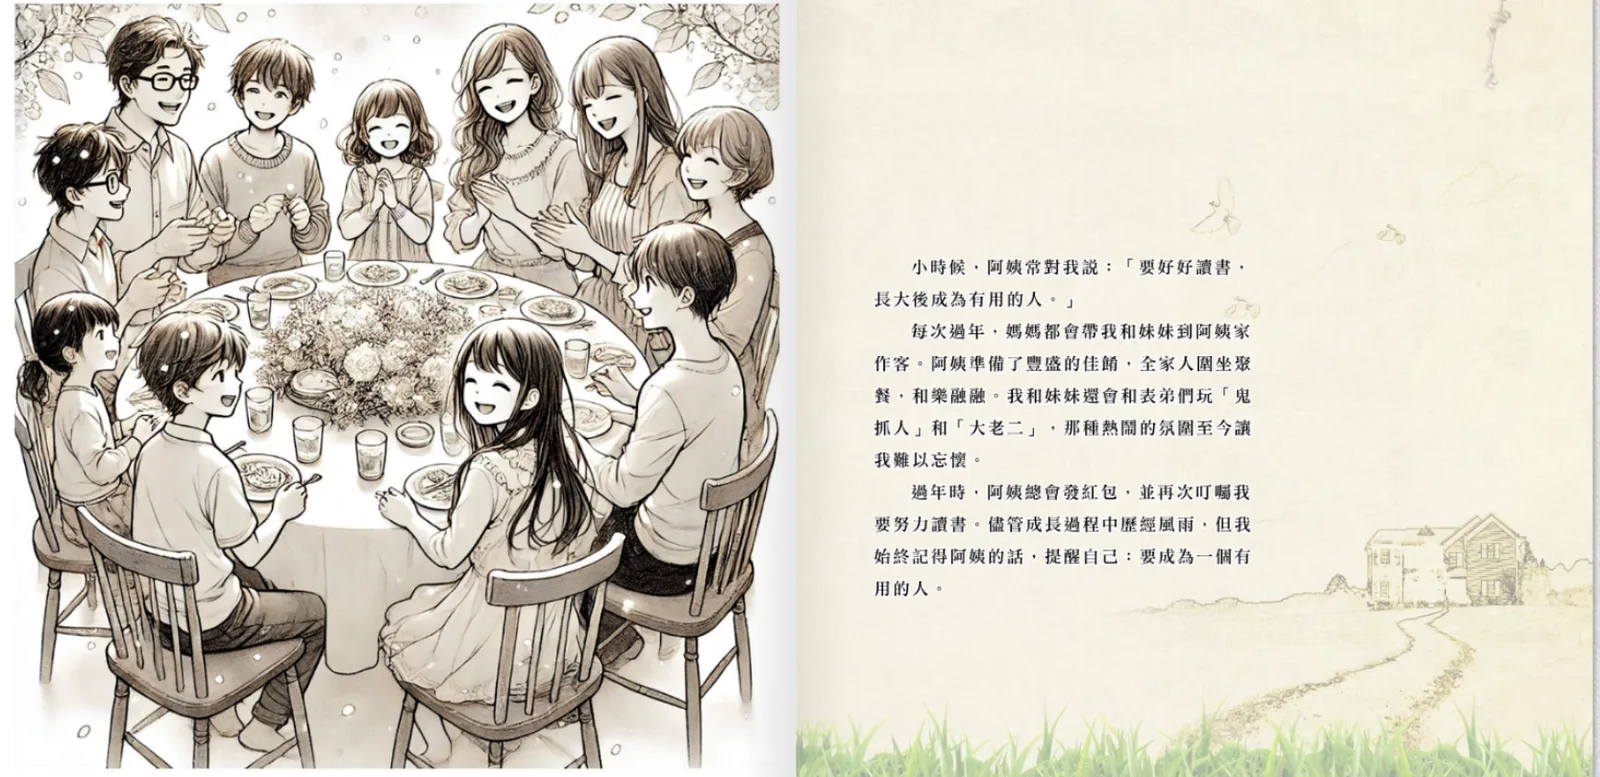 小時候，阿姨常對我說：「要好好讀書，
長大後成為有用的人。」
每次過年，媽媽都會帶我和妹妹到阿姨家
作客。阿姨準備了豐盛的佳餚，全家人圍坐聚
餐，和樂融融。我和妹妹還會和表弟們玩「鬼
抓人」和「大老二」，那種熱鬧的氛圍至今讓
我難以忘懷。
過年時，阿姨總會發紅包，並再次叮囑我
要努力讀書。儘管成長過程中歷經風雨，但我
始終記得阿姨的話，提醒自己：要成為一個有
用的人。